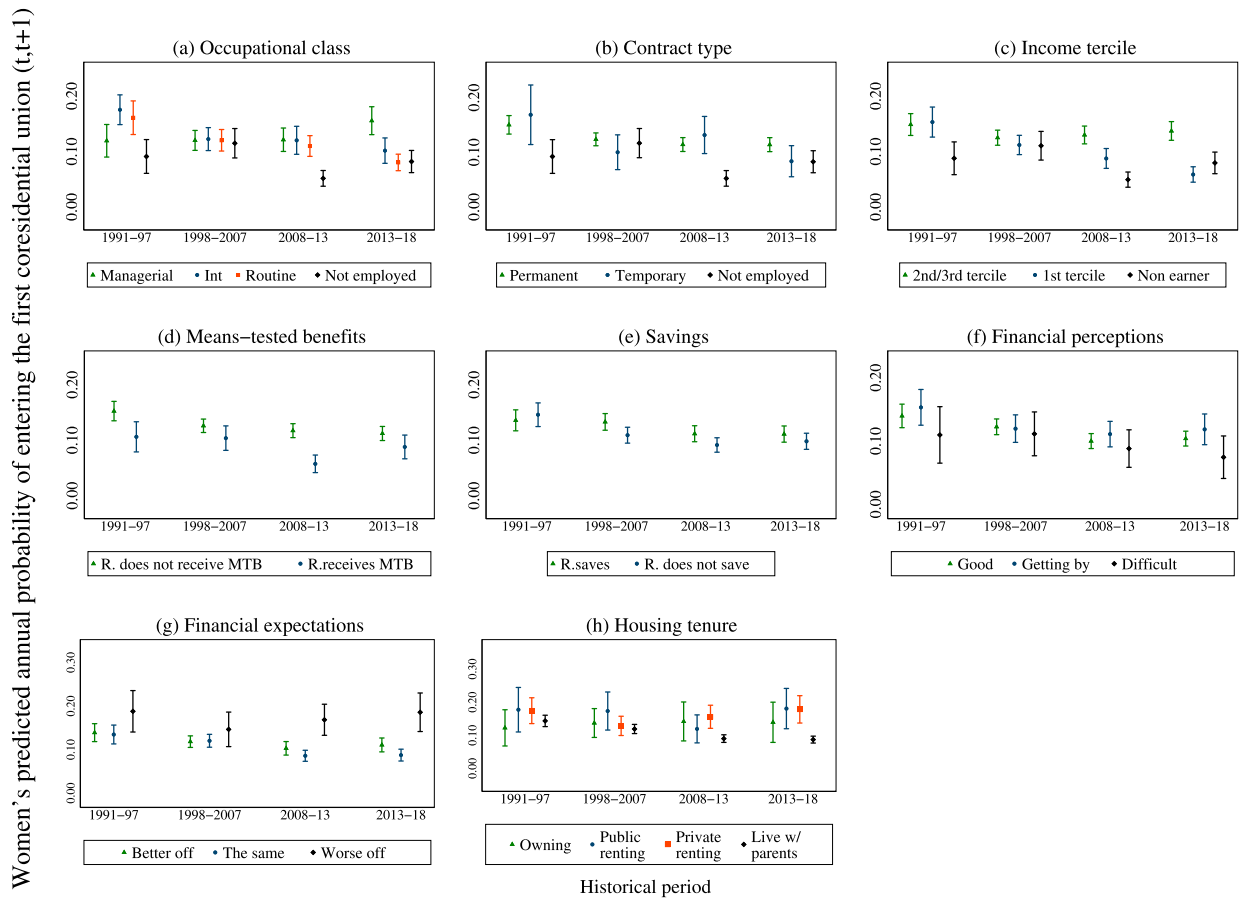 Women's predicted annual probability of entering the first coresidential union (t,t+1)
(a) Occupational class
0.20
0.10
0.00
1991−97 1998−2007 2008−13 2013−18
Managerial Int Routine Not employed
(b) Contract type
0.20
0.10
0.00
1991−97 1998−2007 2008−13 2013−18
Permanent Temporary Not employed
(c) Income tercile
0.20
0.10
0.00
1991−97 1998−2007 2008−13 2013−18
2nd/3rd tercile 1st tercile Non earner
(d) Means−tested benefits
0.20
0.10
0.00
1991−97 1998−2007 2008−13 2013−18
R. does not receive MTB R.receives MTB
(e) Savings
0.20
0.10
0.00
1991−97 1998−2007 2008−13 2013−18
R.saves R. does not save
(f) Financial perceptions
0.20
0.10
0.00
1991−97 1998−2007 2008−13 2013−18
Good Getting by Difficult
(g) Financial expectations
0.30
0.20
0.10
0.00
1991−97 1998−2007 2008−13 2013−18
Better off The same Worse off
(h) Housing tenure
0.30
0.20
0.10
0.00
1991−97 1998−2007 2008−13 2013−18
Owning Public renting Private renting Live w/ parents
Historical period